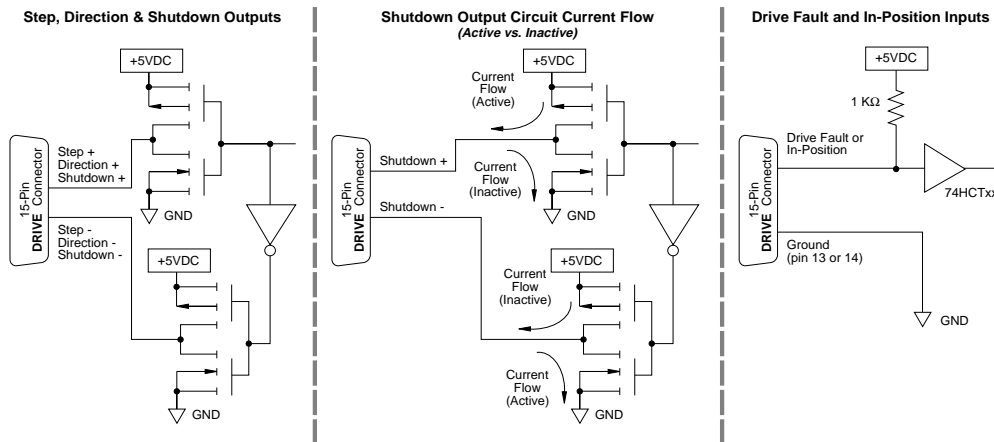 Step, Direction & Shutdown Outputs
+5VDC
Step +
Direction +
Shutdown +
15-Pin
DRIVE Connector
GND
Step -
Direction -
Shutdown -
+5VDC
GND
Shutdown Output Circuit Current Flow
(Active vs. Inactive)
+5VDC
Current
Flow
(Active)
Shutdown +
Current
Flow
(Inactive)
15-Pin
DRIVE Connector
Shutdown -
GND
+5VDC
Current
Flow
(Inactive)
Current
Flow
(Active)
GND
Drive Fault and In-Position Inputs
+5VDC
1 KΩ
Drive Fault or
In-Position
74HCTxx
15-Pin
DRIVE Connector
Ground
(pin 13 or 14)
GND